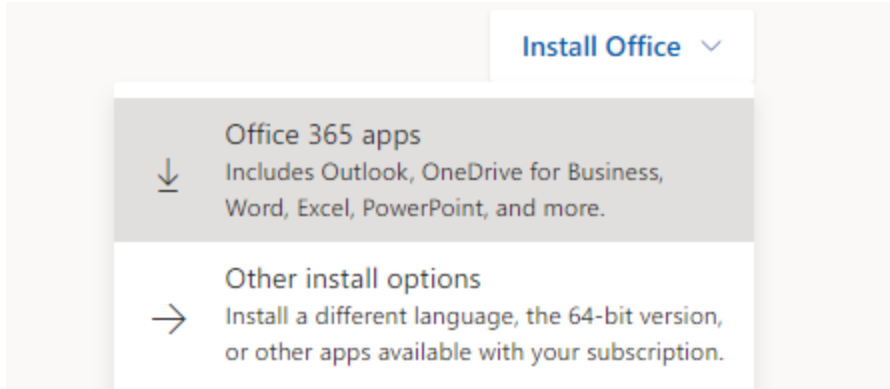 Install Office
Office 365 apps
Includes Outlook, OneDrive for Business,
Word, Excel, PowerPoint, and more.
Other install options
Install a different language, the 64-bit version,
or other apps available with your subscription.